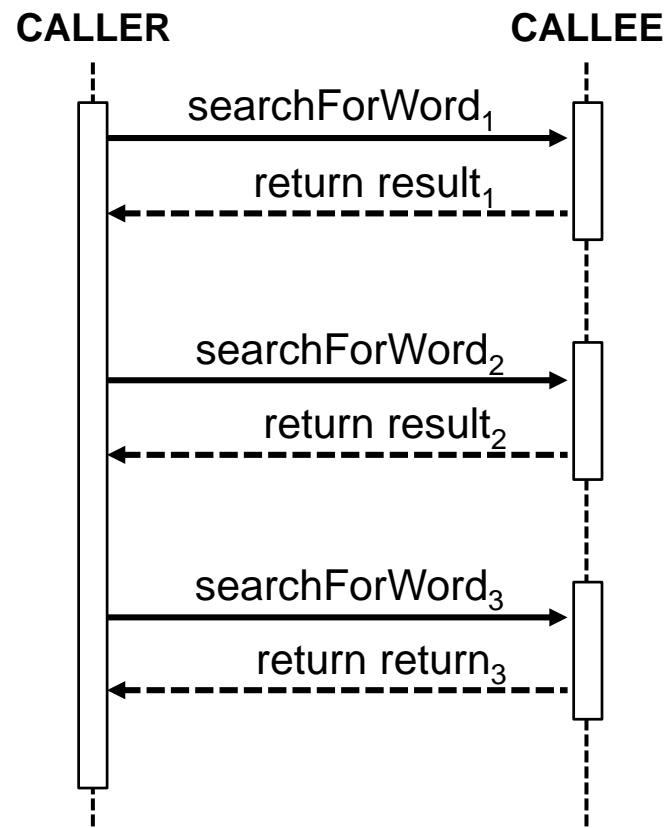 CALLER CALLEE
searchForWord₁
return result₁
searchForWord₂
return result₂
searchForWord₃
return return₃